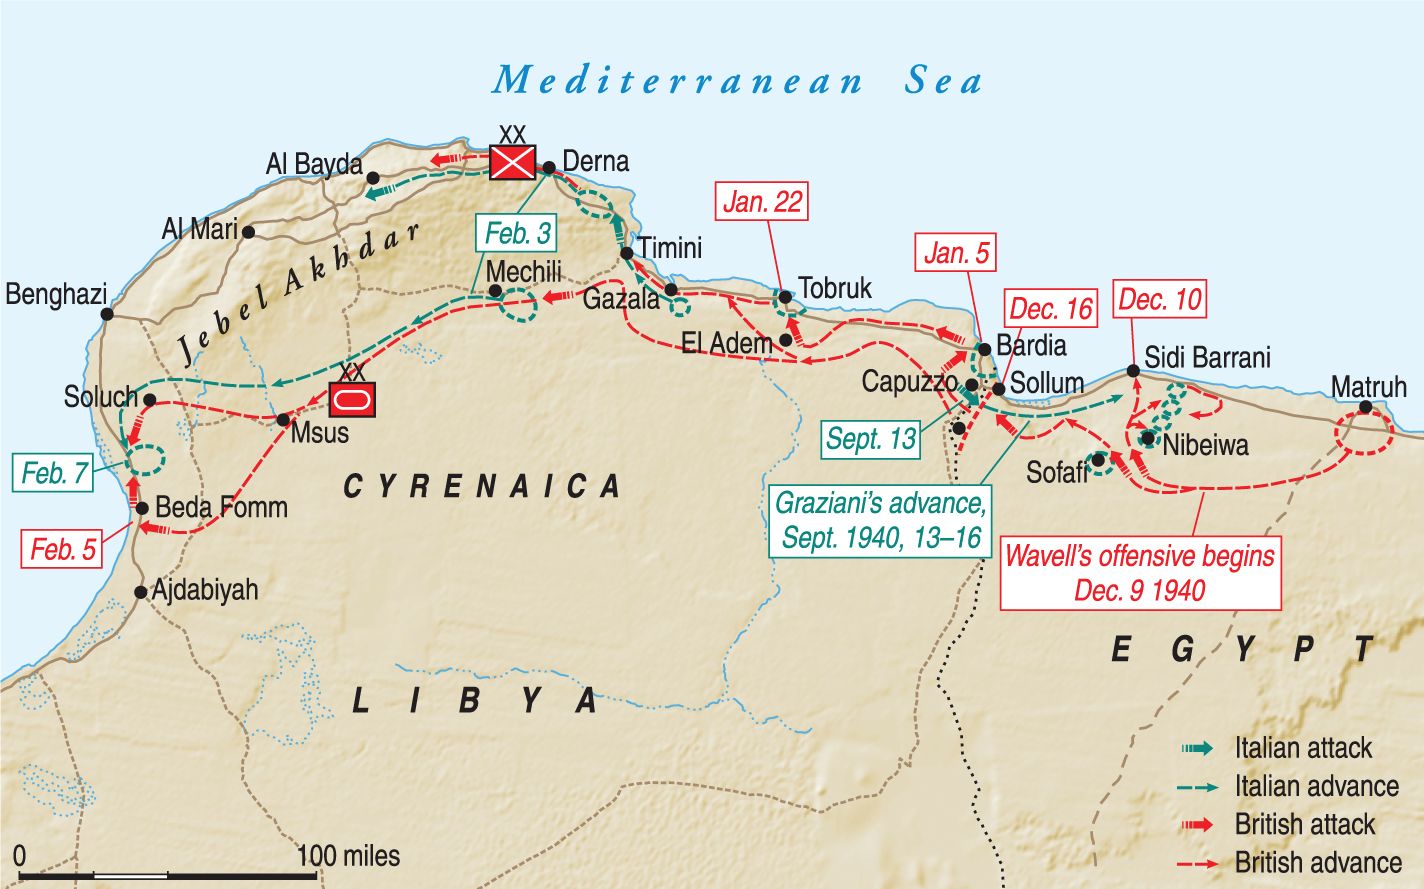 Mediterranean Sea
XX
Derna
Al Bayda
Jan. 22
Al Mari
Feb. 3
Timini
Jan. 5
Jebel Akhdar
Mechili
Gazala
Tobruk
Dec. 16
Dec. 10
Benghazi
El Adem
Bardia
Sidi Barrani
XX
Capuzzo
Sollum
Matruh
Soluch
Msus
Sept. 13
Nibeiwa
Feb. 7
Sofafi
CYRENAICA
Beda Fomm
Graziani's advance,
Sept. 1940, 13–16
Feb. 5
Wavell's offensive begins
Dec. 9 1940
Ajdabiyah
EGYPT
LIBYA
Italian attack
Italian advance
British attack
British advance
0 100 miles